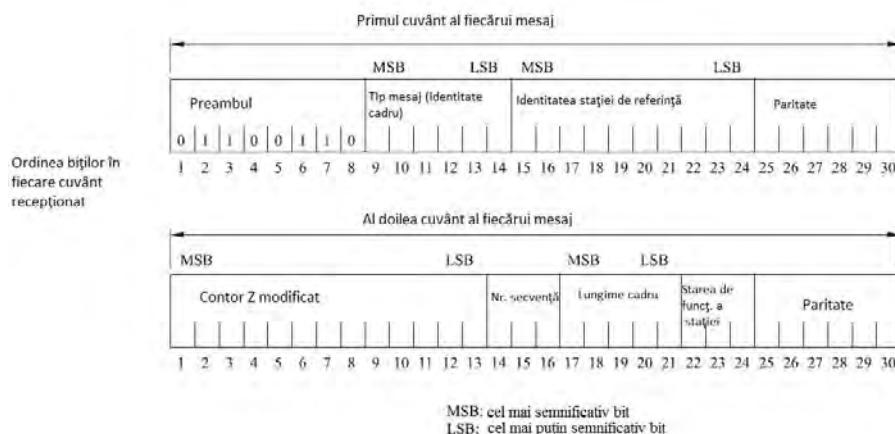 Primul cuvânt al fiecărui mesaj
MSB LSB MSB LSB
Preambul
Tip mesaj (Identitate cadru)
Identitatea stației de referință
Paritate
0 1 1 0 0 1 1 0
1 2 3 4 5 6 7 8 9 10 11 12 13 14 15 16 17 18 19 20 21 22 23 24 25 26 27 28 29 30
Ordinea biților în
fiecare cuvânt
recepționat
Al doilea cuvânt al fiecărui mesaj
MSB LSB MSB LSB
Contor Z modificat
Nr. secvență
Lungime cadru
Starea de
funcț. a
stației
Paritate
1 2 3 4 5 6 7 8 9 10 11 12 13 14 15 16 17 18 19 20 21 22 23 24 25 26 27 28 29 30
MSB: cel mai semnificativ bit
LSB: cel mai puțin semnificativ bit